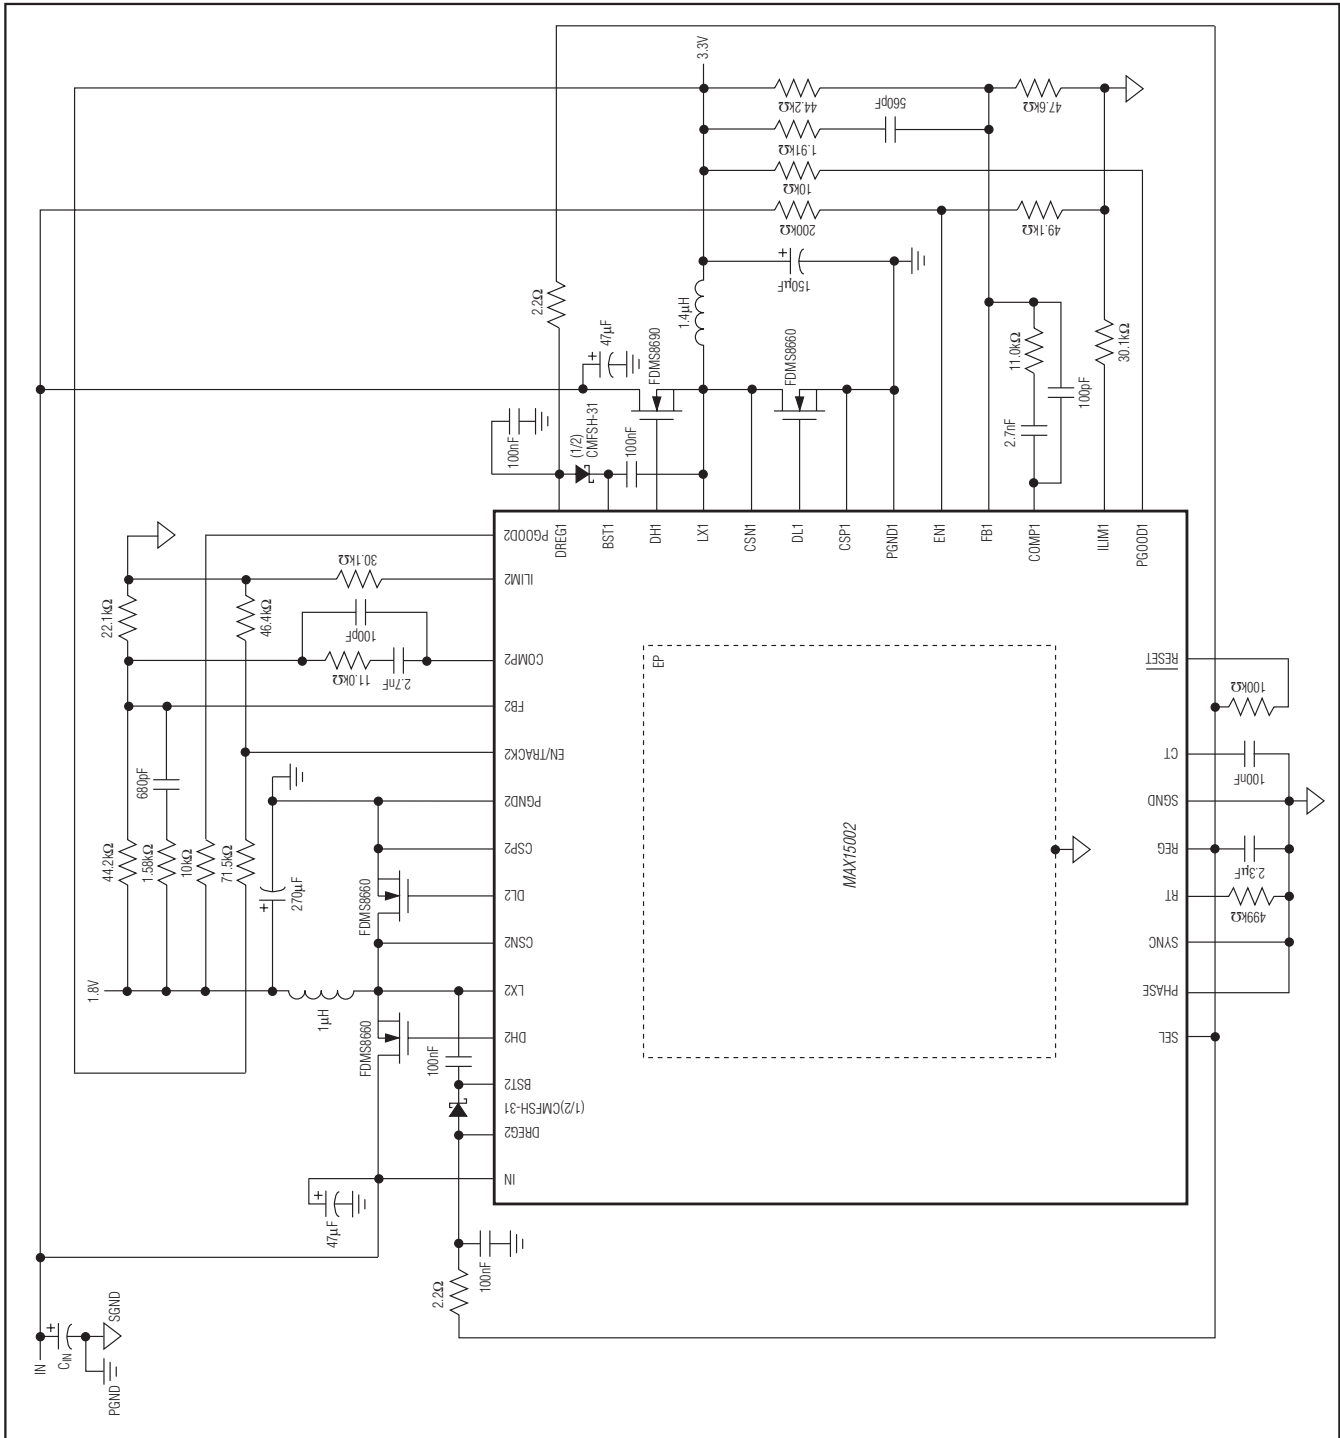 3.3V
44.2kΩ
560pF
47.6kΩ
1.91kΩ
10kΩ
200kΩ
49.1kΩ
150µF
1.4µH
2.2Ω
47µF
FDMS8690
FDMS8660
11.0kΩ
100pF
2.7nF
30.1kΩ
100nF
(1/2)
CMFSH-31
100nF
DREG1
BST1
DH1
LX1
CSN1
DL1
CSP1
PGND1
EN1
FB1
COMP1
ILIM1
PGOOD1
PGOOD2
ILIM2
COMP2
FB2
EN/TRACK2
PGND2
CSP2
DL2
CSN2
LX2
DH2
BST2
(1/2)CMFSH-31
DREG2
IN
30.1kΩ
22.1kΩ
46.4kΩ
100pF
11.0kΩ
2.7nF
680pF
44.2kΩ
1.58kΩ
10kΩ
71.5kΩ
270µF
FDMS8660
1.8V
1µH
FDMS8660
100nF
47µF
2.2Ω
100nF
IN
CIN
SGND
PGND
EP
MAX15002
RESET
CT
SGND
REG
RT
SYNC
PHASE
SEL
100kΩ
100nF
2.3µF
499kΩ